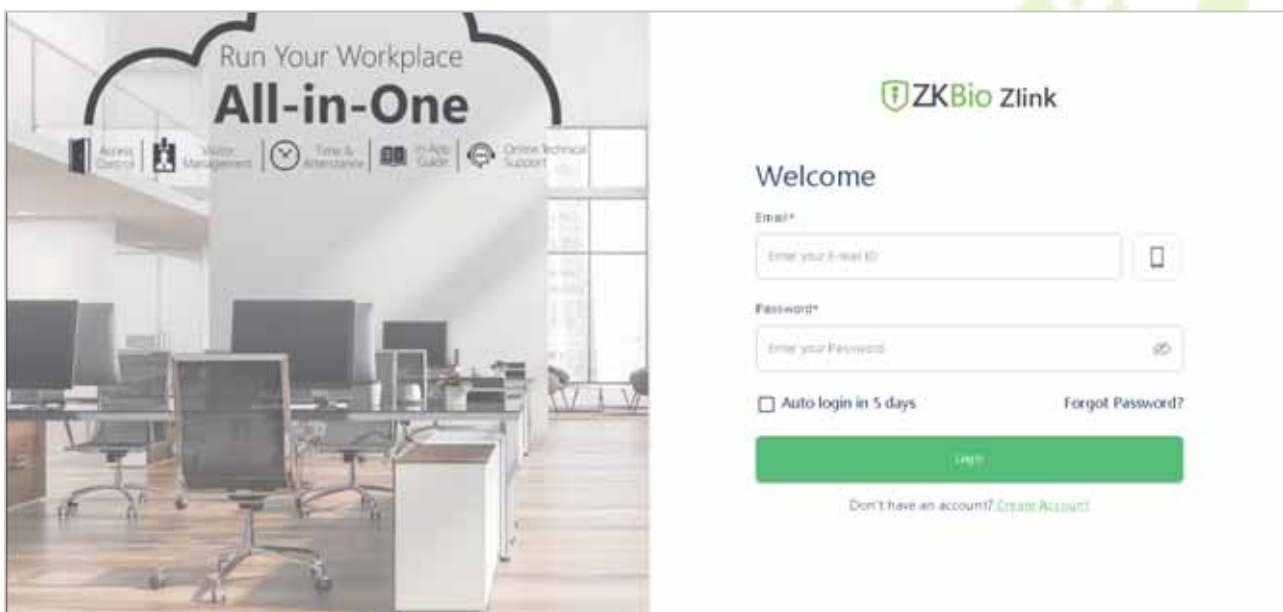 Run Your Workplace
All-in-One
Access
Control
Visitor
Management
Time &
Attendance
In-App
Guide
Online Technical
Support
ZKBio Zlink
Welcome
Email*
Enter your E-mail ID
Password*
Enter your Password
Auto login in 5 days
Forgot Password?
Login
Don't have an account? Create Account